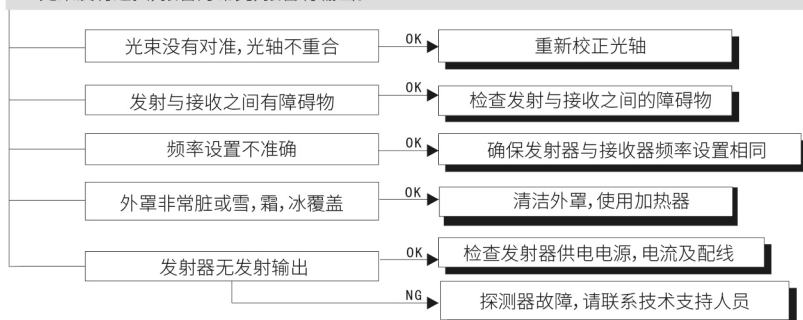 光束没有对准,光轴不重合 OK 重新校正光轴
发射与接收之间有障碍物 OK 检查发射与接收之间的障碍物
频率设置不准确 OK 确保发射器与接收器频率设置相同
外罩非常脏或雪,霜,冰覆盖 OK 清洁外罩,使用加热器
发射器无发射输出 OK 检查发射器供电电源,电流及配线
NG 探测器故障,请联系技术支持人员